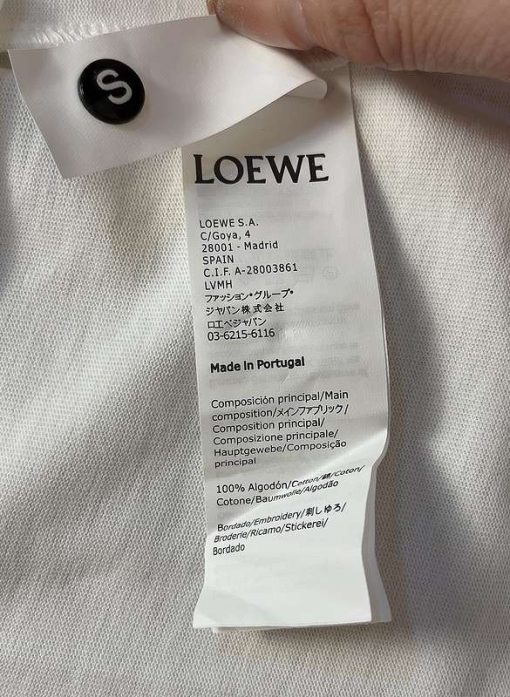 S
LOEWE
LOEWE S.A.
C/Goya, 4
28001 - Madrid
SPAIN
C.I.F. A-28003861
LVMH
ファッション・グループ・
ジャパン株式会社
ロエベジャパン
03-6215-6116
Made in Portugal
Composición principal/Main
composition/メインファブリック/
Composition principal/
Composizione principale/
Hauptgewebe/Composição
principal
100% Algodón/Cotton/綿/Coton/
Cotone/Baumwolle/Algodão
Bordado/Embroidery/刺しゆろ/
Broderie/Ricamo/Stickerei/
Bordado